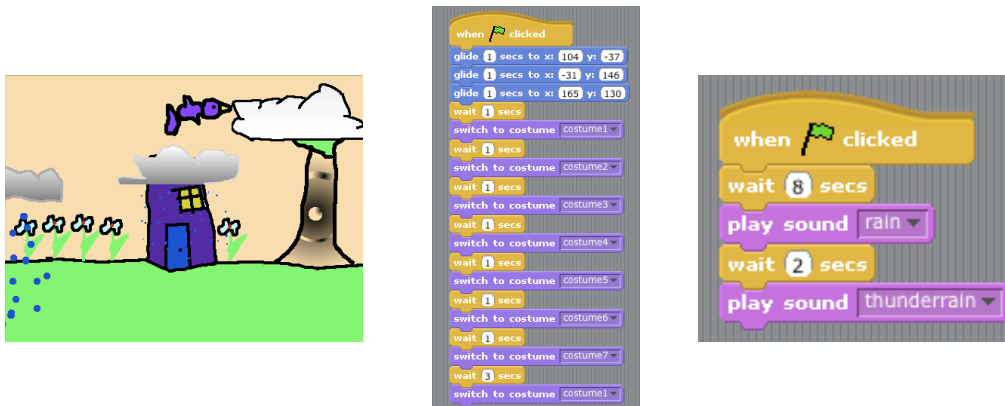 when clicked
glide 1 secs to x: 104 y: -37
glide 1 secs to x: -31 y: 146
glide 1 secs to x: 165 y: 130
wait 1 secs
switch to costume costume1
wait 1 secs
switch to costume costume2
wait 1 secs
switch to costume costume3
wait 1 secs
switch to costume costume4
wait 1 secs
switch to costume costume5
wait 1 secs
switch to costume costume6
wait 1 secs
switch to costume costume7
wait 3 secs
switch to costume costume1
when clicked
wait 8 secs
play sound rain
wait 2 secs
play sound thunderrain